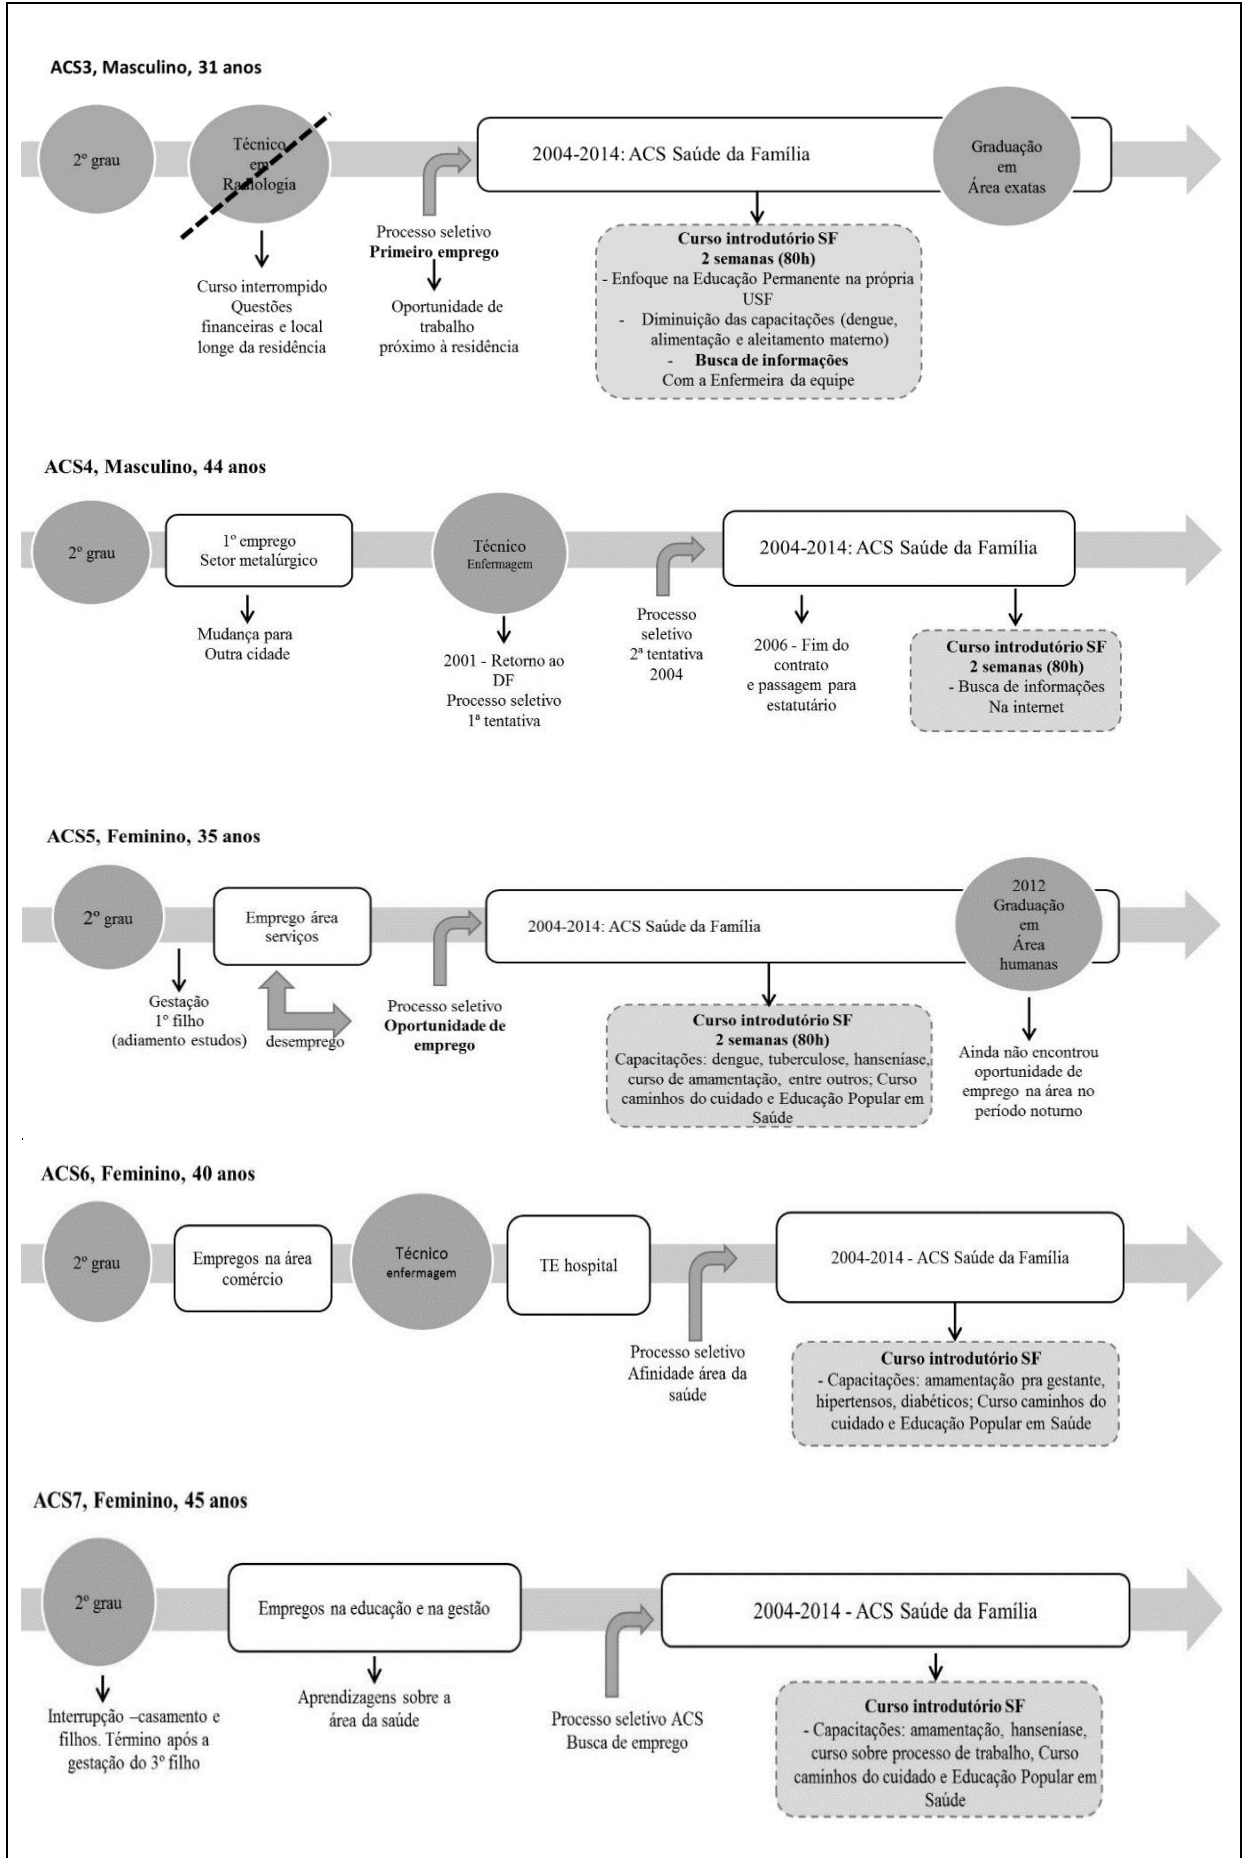 ACS3, Masculino, 31 anos
2º grau
Técnico
em
Radiologia
2004-2014: ACS Saúde da Família
Graduação
em
Área exatas
Curso interrompido
Questões
financeiras e local
longe da residência
Processo seletivo
Primeiro emprego
Oportunidade de
trabalho
próximo à residência
Curso introdutório SF
2 semanas (80h)
- Enfoque na Educação Permanente na própria
USF
- Diminuição das capacitações (dengue,
alimentação e aleitamento materno)
- Busca de informações
Com a Enfermeira da equipe
ACS4, Masculino, 44 anos
2º grau
1º emprego
Setor metalúrgico
Técnico
Enfermagem
2004-2014: ACS Saúde da Família
Mudança para
Outra cidade
2001 - Retorno ao
DF
Processo seletivo
1ª tentativa
Processo
seletivo
2ª tentativa
2004
2006 - Fim do
contrato
e passagem para
estatutário
Curso introdutório SF
2 semanas (80h)
- Busca de informações
Na internet
ACS5, Feminino, 35 anos
2º grau
Emprego área
serviços
2004-2014: ACS Saúde da Família
2012
Graduação
em
Área
humanas
Gestação
1º filho
(adiamento estudos)
desemprego
Processo seletivo
Oportunidade de
emprego
Curso introdutório SF
2 semanas (80h)
Capacitações: dengue, tuberculose, hanseníase,
curso de amamentação, entre outros; Curso
caminhos do cuidado e Educação Popular em
Saúde
Ainda não encontrou
oportunidade de
emprego na área no
período noturno
.
ACS6, Feminino, 40 anos
2º grau
Empregos na área
comércio
Técnico
enfermagem
TE hospital
2004-2014 - ACS Saúde da Família
Processo seletivo
Afinidade área da
saúde
Curso introdutório SF
- Capacitações: amamentação pra gestante,
hipertensos, diabéticos; Curso caminhos do
cuidado e Educação Popular em Saúde
ACS7, Feminino, 45 anos
2º grau
Empregos na educação e na gestão
2004-2014 - ACS Saúde da Família
Interrupção –casamento e
filhos. Término após a
gestação do 3º filho
Aprendizagens sobre a
área da saúde
Processo seletivo ACS
Busca de emprego
Curso introdutório SF
- Capacitações: amamentação, hanseníase,
curso sobre processo de trabalho, Curso
caminhos do cuidado e Educação Popular em
Saúde